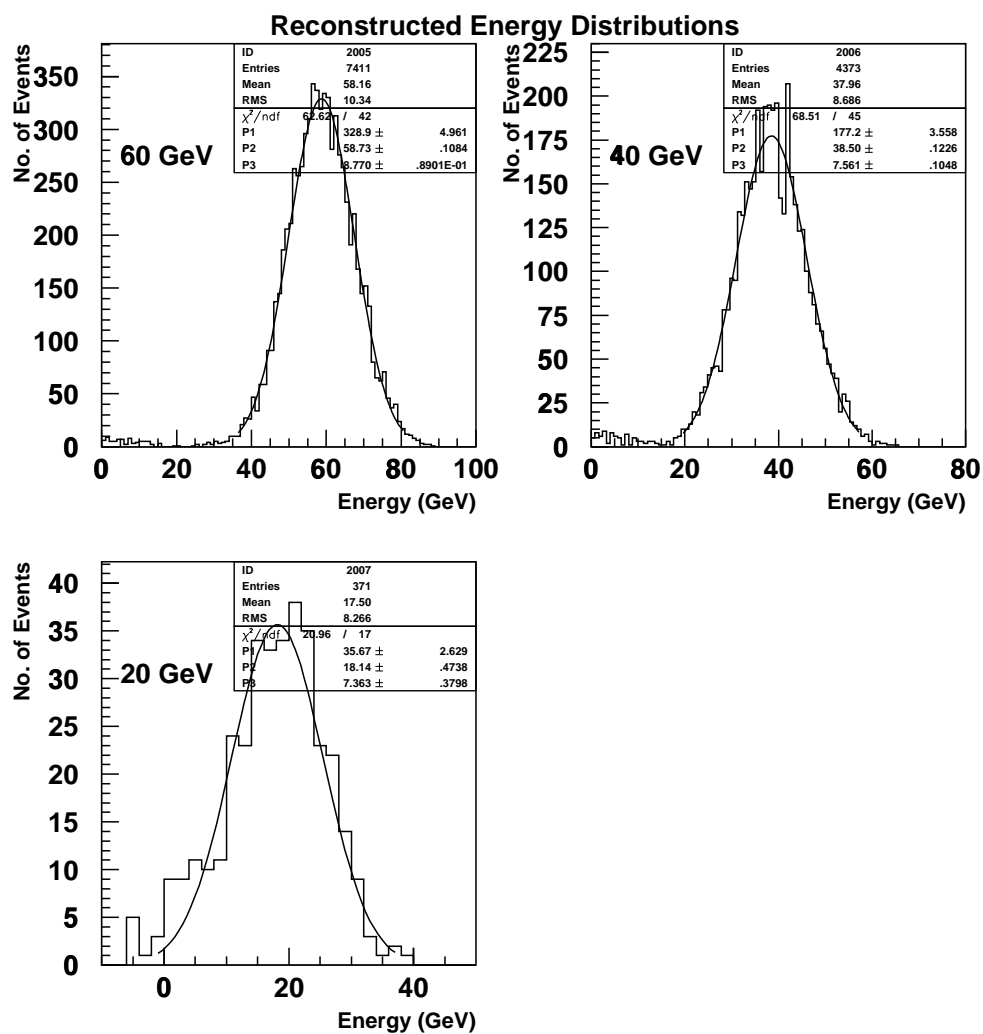 Reconstructed Energy Distributions
No. of Events
60 GeV
ID 2005
Entries 7411
Mean 58.16
RMS 10.34
χ²/ndf 62.62 / 42
P1 328.9 ± 4.961
P2 58.73 ± .1084
P3 8.770 ± .8901E-01
350
300
250
200
150
100
50
0
0 20 40 60 80 100
Energy (GeV)
No. of Events
40 GeV
ID 2006
Entries 4373
Mean 37.96
RMS 8.686
χ²/ndf 68.51 / 45
P1 177.2 ± 3.558
P2 38.50 ± .1226
P3 7.561 ± .1048
225
200
175
150
125
100
75
50
25
0
0 20 40 60 80
Energy (GeV)
No. of Events
20 GeV
ID 2007
Entries 371
Mean 17.50
RMS 8.266
χ²/ndf 20.96 / 17
P1 35.67 ± 2.629
P2 18.14 ± .4738
P3 7.363 ± .3798
40
35
30
25
20
15
10
5
0
0 20 40
Energy (GeV)